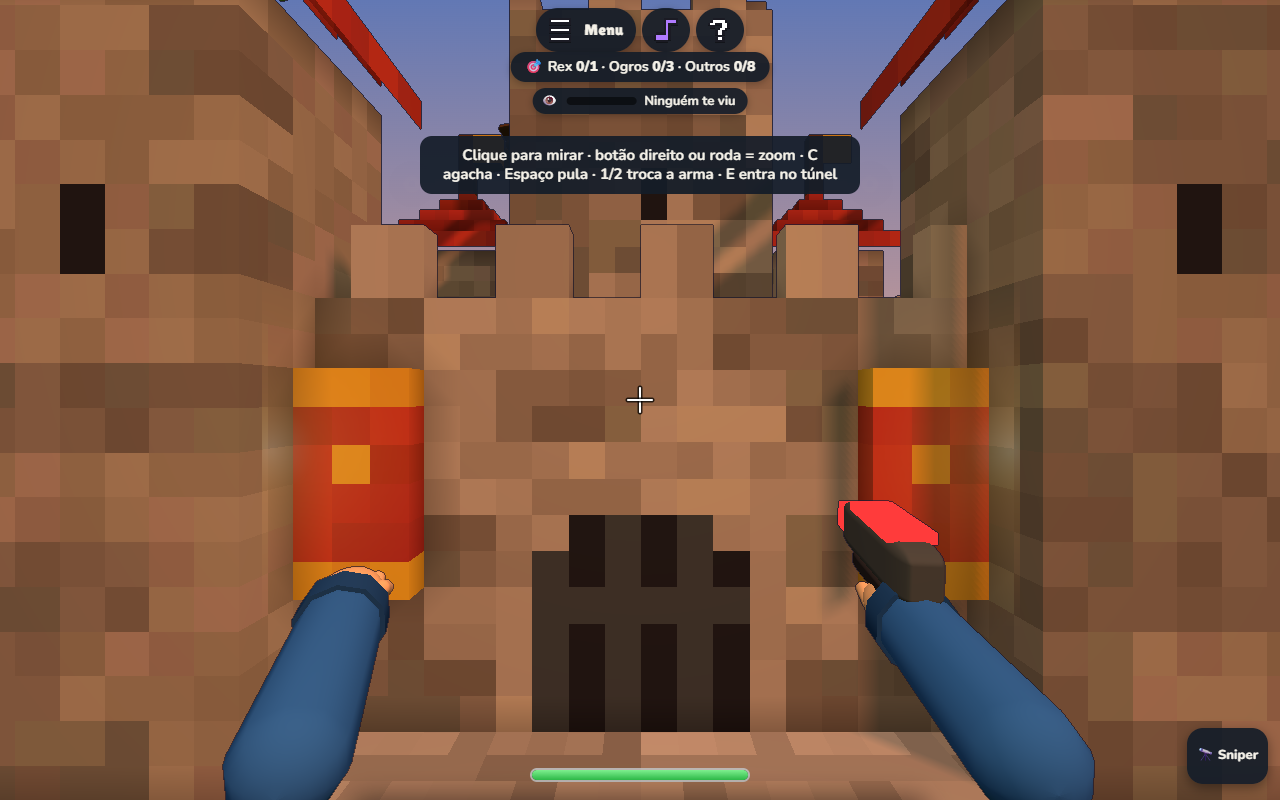 Menu
?
Rex 0/1 · Ogros 0/3 · Outros 0/8
Ninguém te viu
Clique para mirar · botão direito ou roda = zoom · C
agacha · Espaço pula · 1/2 troca a arma · E entra no túnel
Sniper